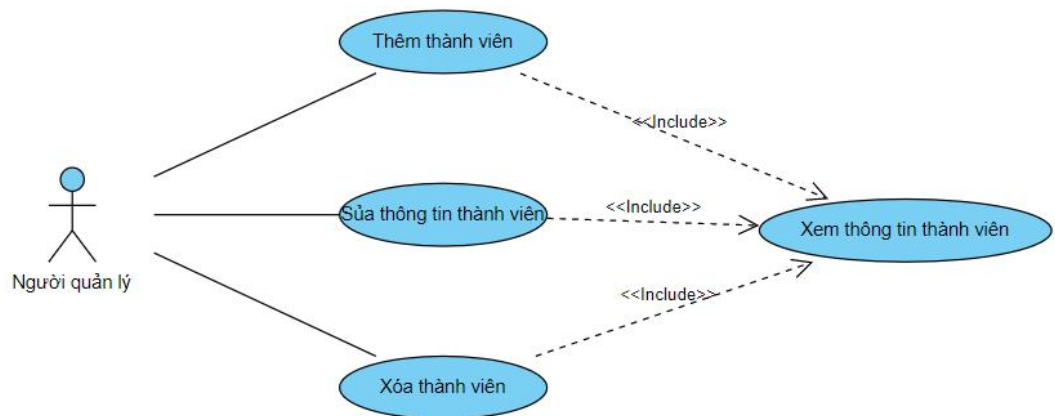 Thêm thành viên
<<Include>>
Sủa thông tin thành viên
<<Include>>
Xem thông tin thành viên
Người quản lý
<<Include>>
Xóa thành viên